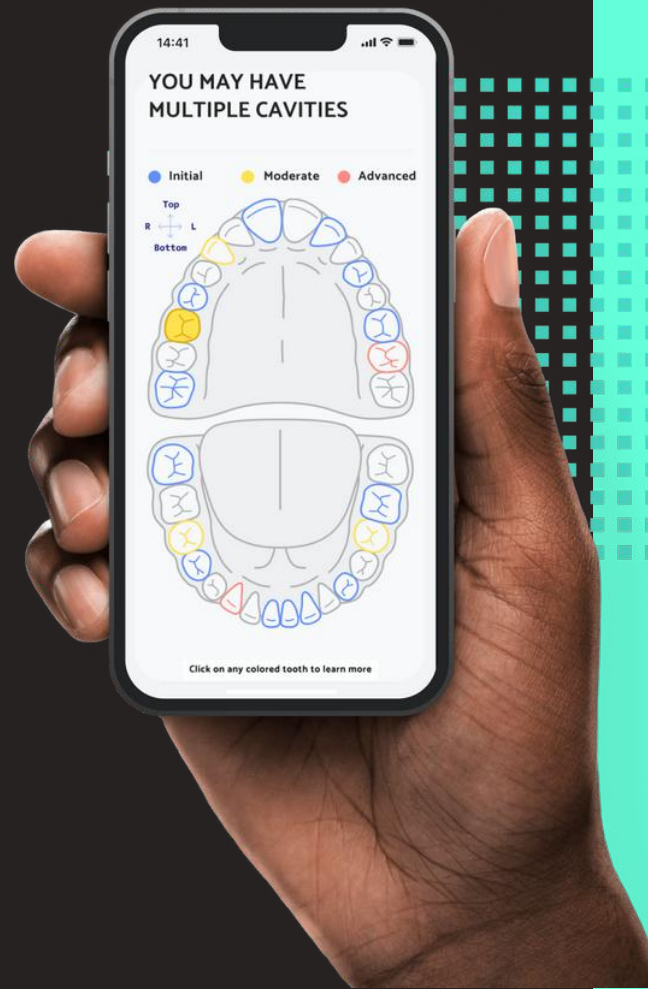 14:41
YOU MAY HAVE
MULTIPLE CAVITIES
Initial Moderate Advanced
Top
R L
Bottom
Click on any colored tooth to learn more